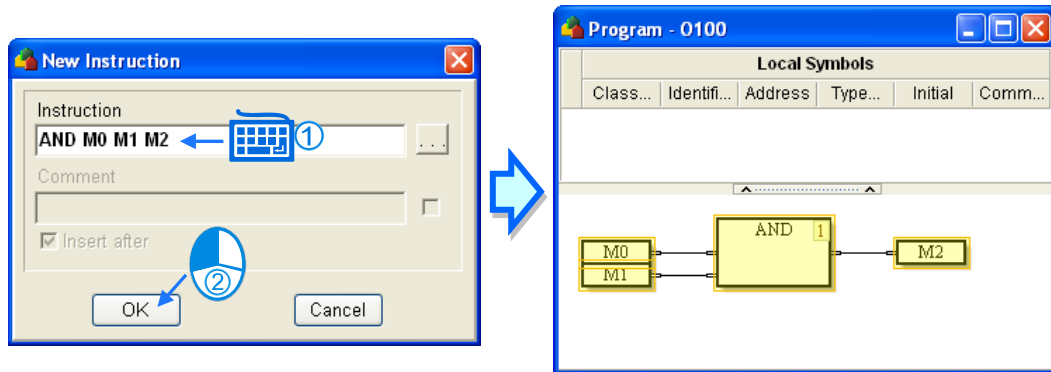 New Instruction
Instruction
AND M0 M1 M2
①
...
Comment
Insert after
②
OK
Cancel
Program - O100
Local Symbols
Class... Identifi... Address Type... Initial Comm...
AND 1
M0
M1
M2